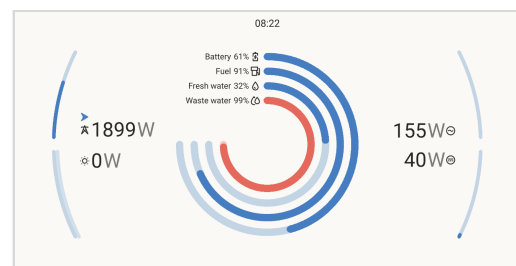 08:22
Battery 61%
Fuel 91%
Fresh water 32%
Waste water 99%
1899W
155W
0W
40W